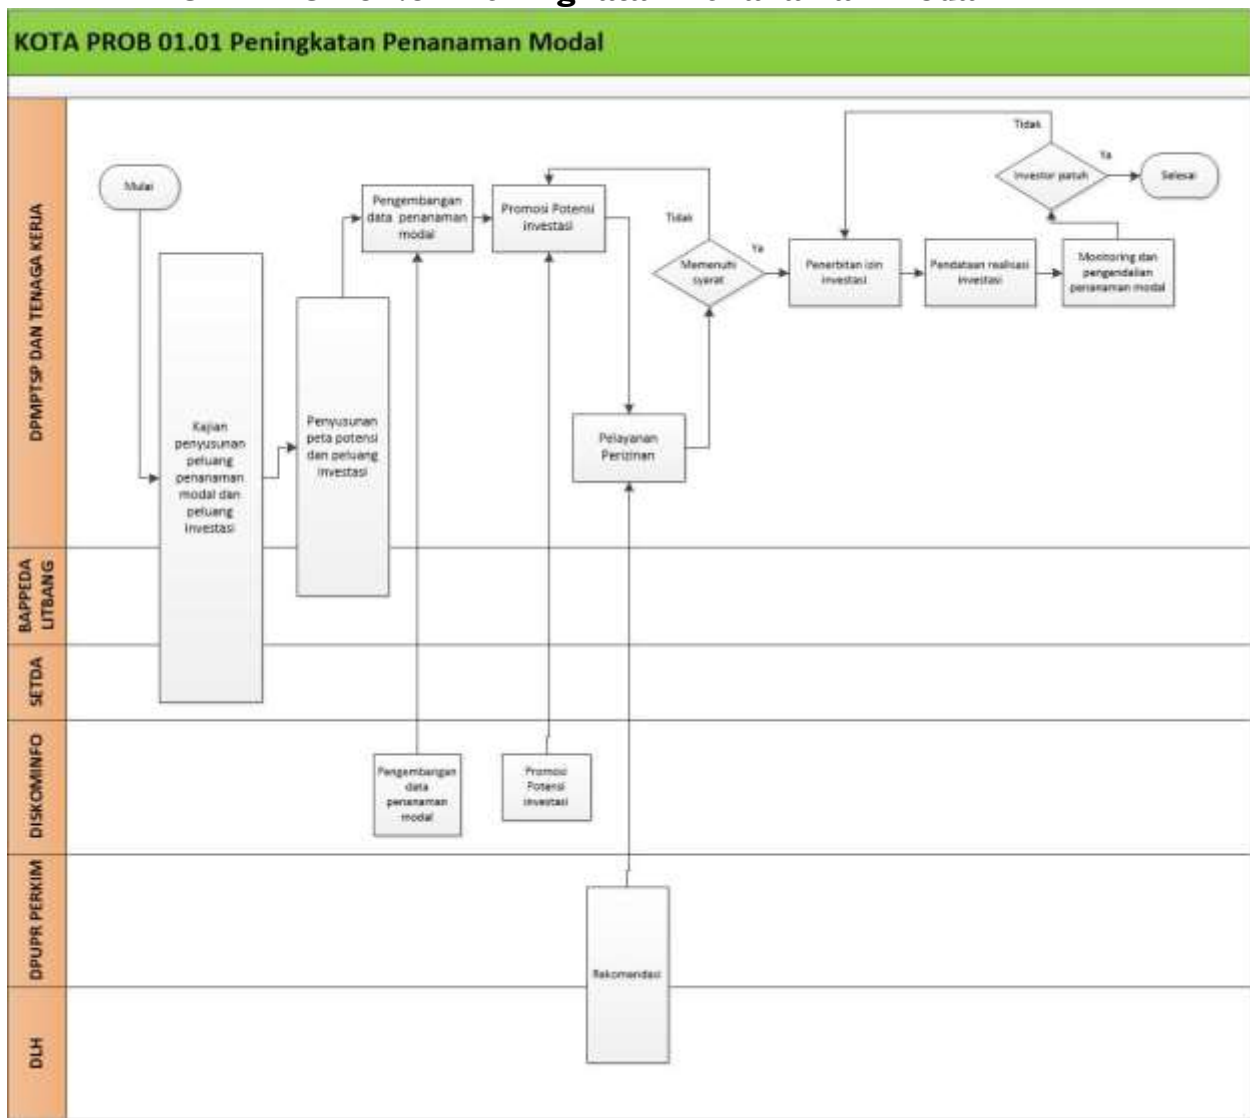 KOTA PROB 01.01 Peningkatan Penanaman Modal
DPMPTSP DAN TENAGA KERJA
Mulai
Kajian
penyusunan
peluang
penanaman
modal dan
peluang
investasi
Penyusunan
peta potensi
dan peluang
investasi
Pengembangan
data penanaman
modal
Promosi Potensi
investasi
Pelayanan
Perizinan
Tidak
Memenuhi
syarat
Ya
Penerbitan izin
investasi
Pendataan realisasi
investasi
Monitoring dan
pengendalian
penanaman modal
Tidak
Investor patuh
Ya
Selesai
BAPPEDA
LITBANG
SETDA
DISKOMINFO
Pengembangan
data
penanaman
modal
Promosi
Potensi
investasi
DPUPR PERKIM
Rekomendasi
DLH